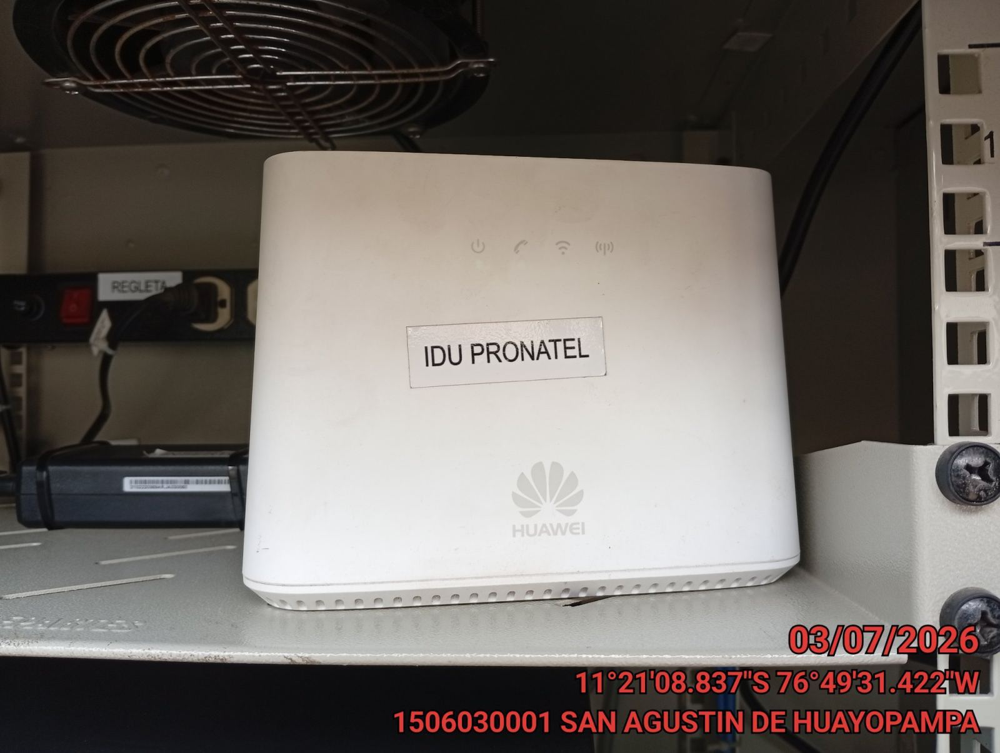 REGLETA
IDU PRONATEL
HUAWEI
1
03/07/2026
11°21'08.837"S 76°49'31.422"W
1506030001 SAN AGUSTIN DE HUAYOPAMPA